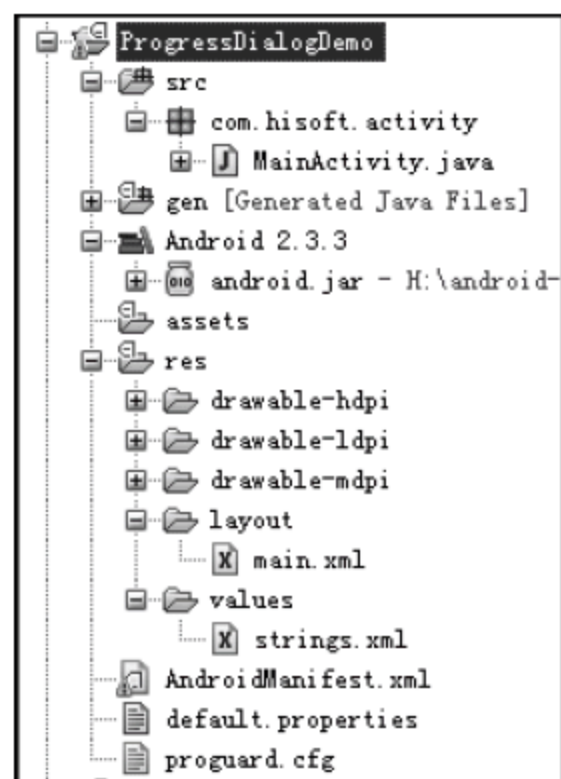 ProgressDialogDemo
src
com.hisoft.activity
MainActivity.java
gen [Generated Java Files]
Android 2.3.3
android.jar - H:\android-
assets
res
drawable-hdpi
drawable-ldpi
drawable-mdpi
layout
main.xml
values
strings.xml
AndroidManifest.xml
default.properties
proguard.cfg